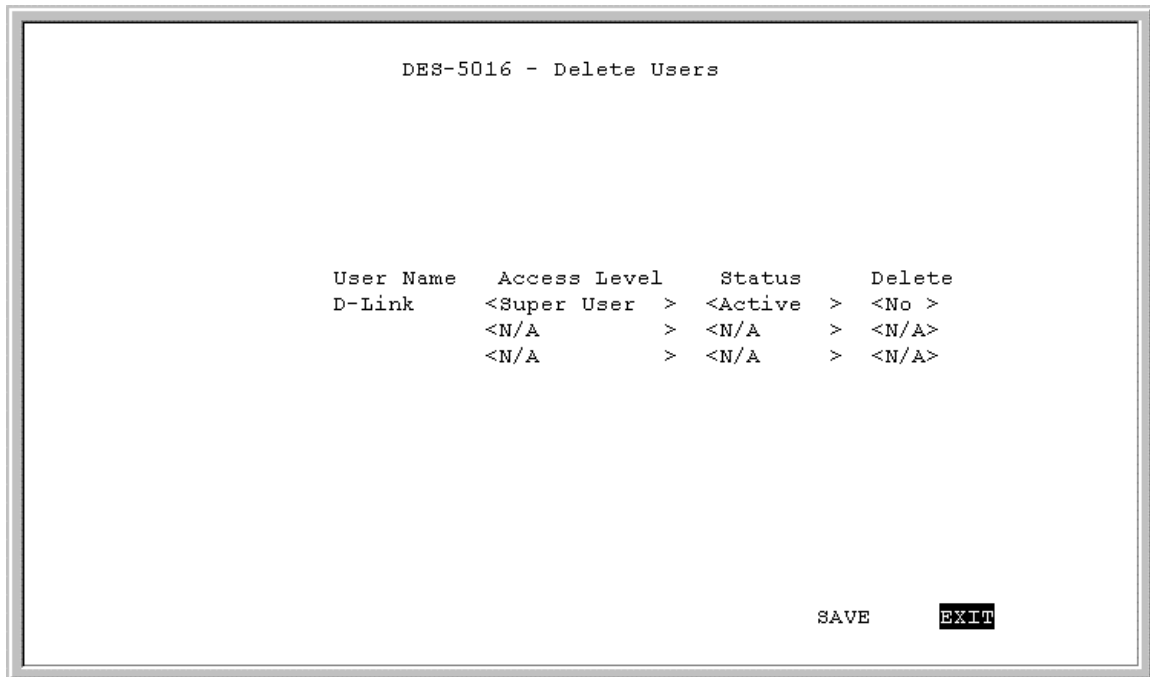 DES-5016 - Delete Users
User Name   Access Level    Status     Delete
D-Link     <Super User  >  <Active  >  <No >
           <N/A         >  <N/A     >  <N/A>
           <N/A         >  <N/A     >  <N/A>
SAVE     EXIT